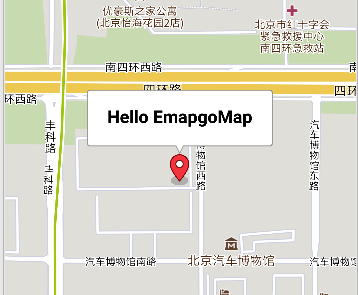 优豪斯之家公寓
(北京怡海花园2店)
北京市红十字会
紧急救援中心
南四环急救站
南四环西路
南
环西路
四环路
四环
Hello EmapgoMap
丰科路
科路
汽车博物馆东路
博物馆西路
汽车博物馆南路
北京汽车博物馆
汽